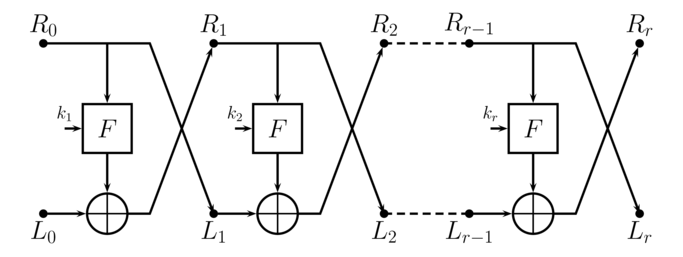 R_0 R_1 R_2 R_{r-1} R_r
k_1 F k_2 F k_r F
L_0 L_1 L_2 L_{r-1} L_r